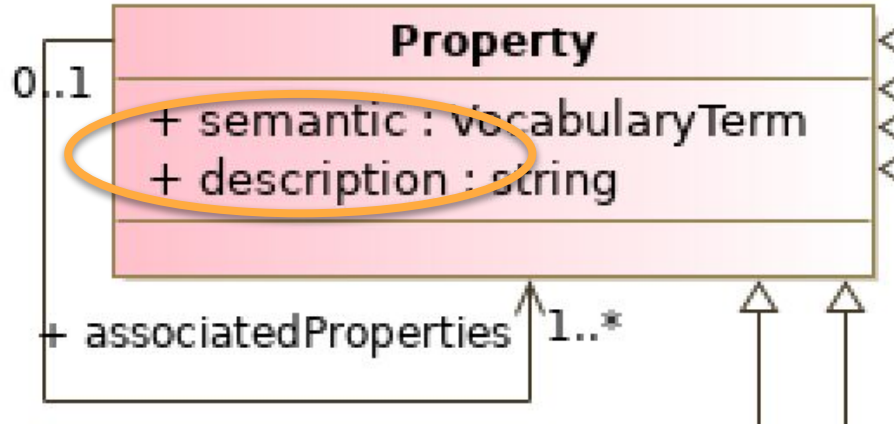 Property
0..1
+ semantic : VocabularyTerm
+ description : string
+ associatedProperties
1..*